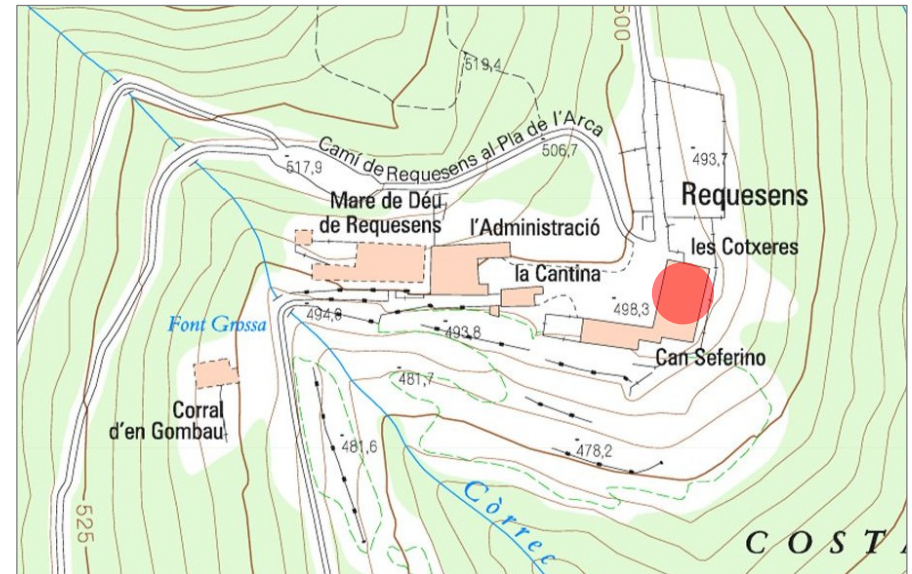 500
519,4
Camí de Requesens al Pla de l'Arca
506,7
493,7
517,9
Mare de Déu
de Requesens
Requesens
l'Administració
les Cotxeres
la Cantina
498,3
494,8
Font Grossa
493,8
Can Seferino
481,7
Corral
d'en Gombau
481,6
478,2
Còrrec
525
COSTA